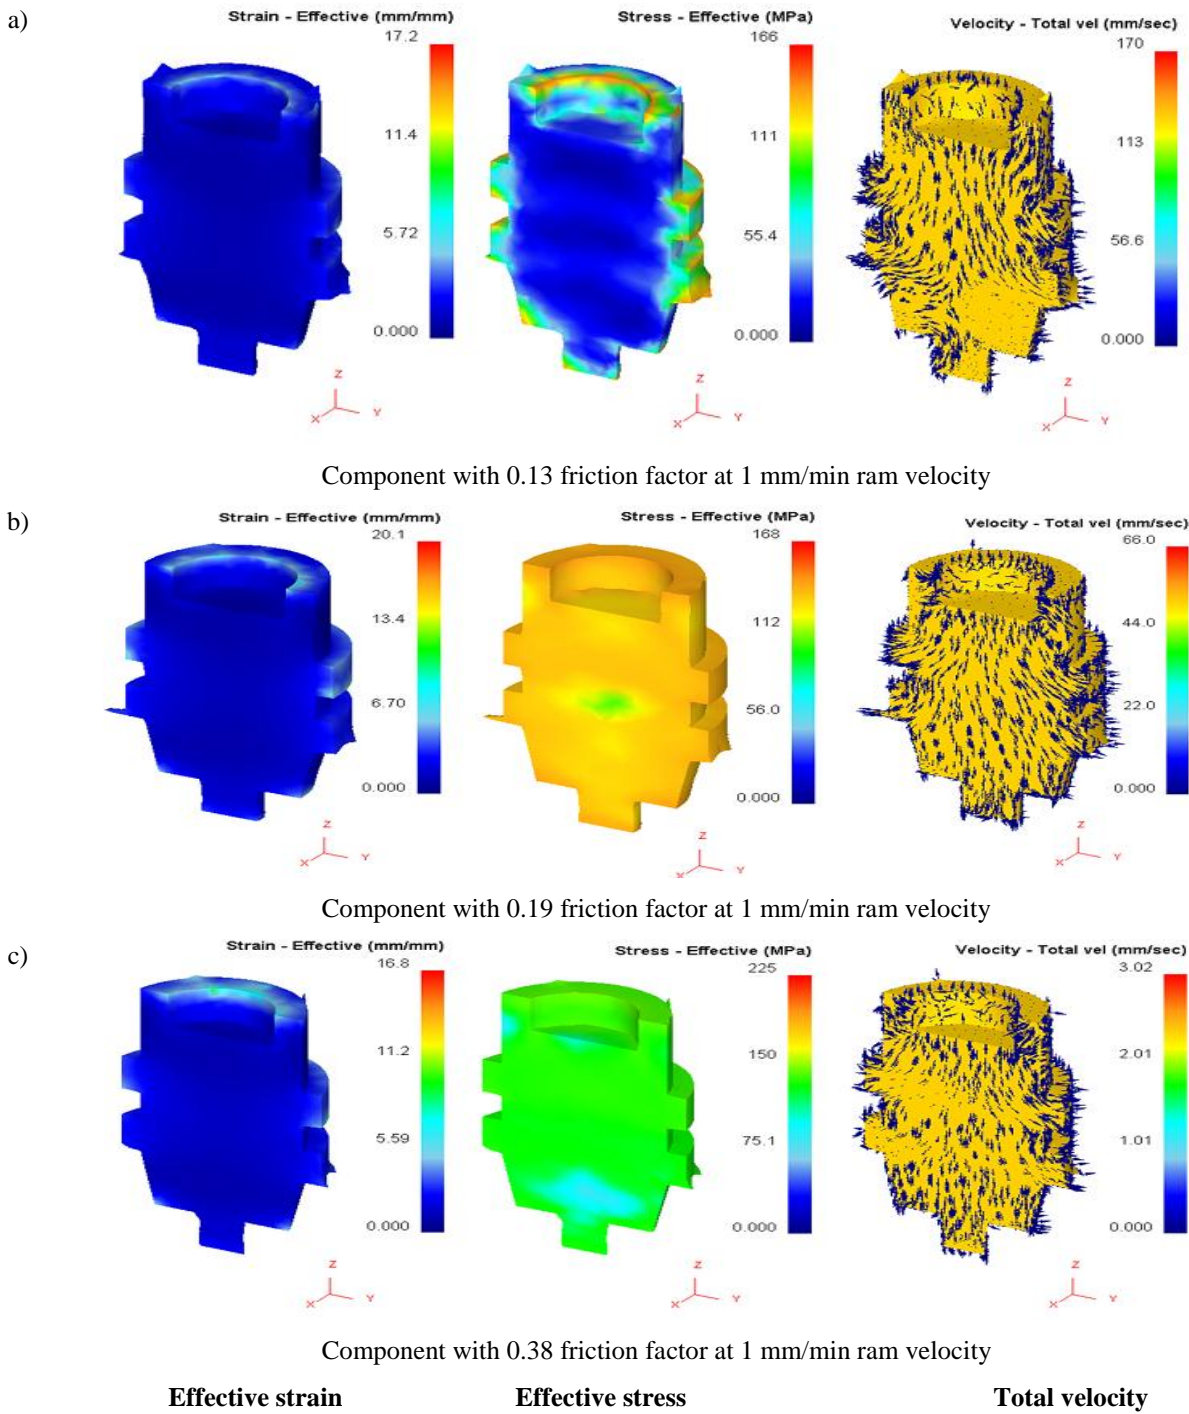 a)
Strain - Effective (mm/mm)
17.2
11.4
5.72
0.000
Z
X
Y
Stress - Effective (MPa)
166
111
55.4
0.000
Z
X
Y
Velocity - Total vel (mm/sec)
170
113
56.6
0.000
Z
X
Y
Component with 0.13 friction factor at 1 mm/min ram velocity
b)
Strain - Effective (mm/mm)
20.1
13.4
6.70
0.000
Z
X
Y
Stress - Effective (MPa)
168
112
56.0
0.000
Z
X
Y
Velocity - Total vel (mm/sec)
66.0
44.0
22.0
0.000
Z
X
Y
Component with 0.19 friction factor at 1 mm/min ram velocity
c)
Strain - Effective (mm/mm)
16.8
11.2
5.59
0.000
Z
X
Y
Stress - Effective (MPa)
225
150
75.1
0.000
Z
X
Y
Velocity - Total vel (mm/sec)
3.02
2.01
1.01
0.000
Z
X
Y
Component with 0.38 friction factor at 1 mm/min ram velocity
Effective strain
Effective stress
Total velocity